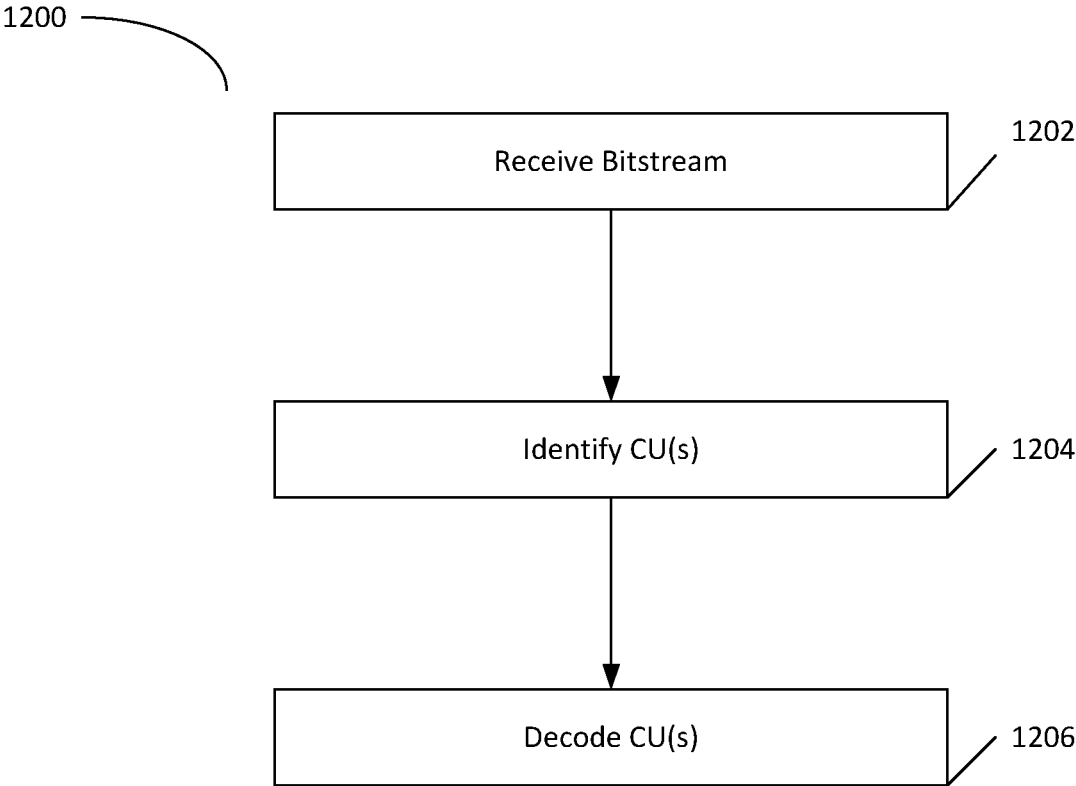 1200
1202
Receive Bitstream
Identify CU(s)
1204
Decode CU(s)
1206